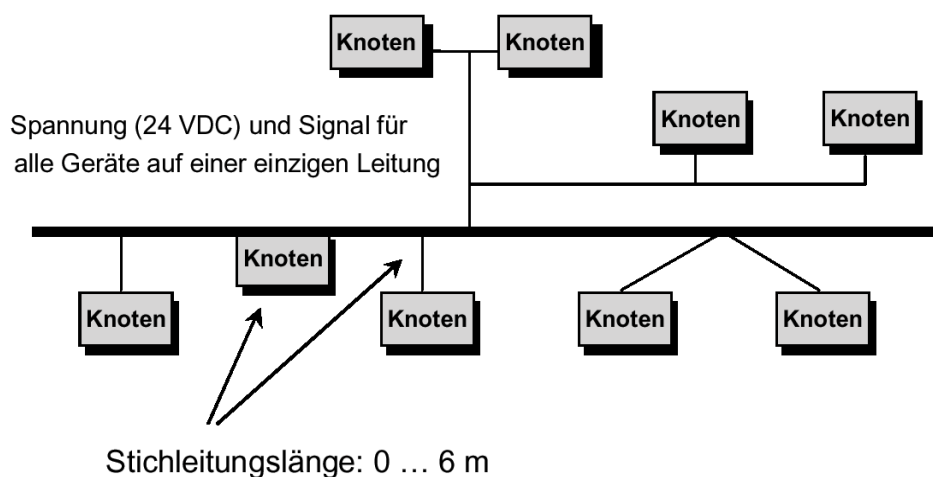 Knoten
Knoten
Knoten
Knoten
Spannung (24 VDC) und Signal für
alle Geräte auf einer einzigen Leitung
Knoten
Knoten
Knoten
Knoten
Knoten
Stichleitungslänge: 0 … 6 m